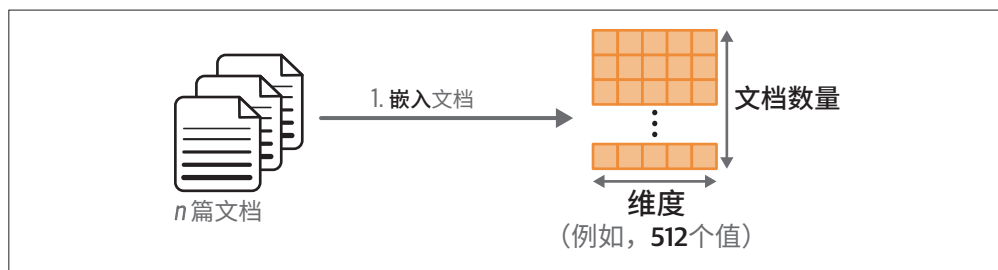 1. 嵌入文档
文档数量
n 篇文档
维度
（例如，512个值）